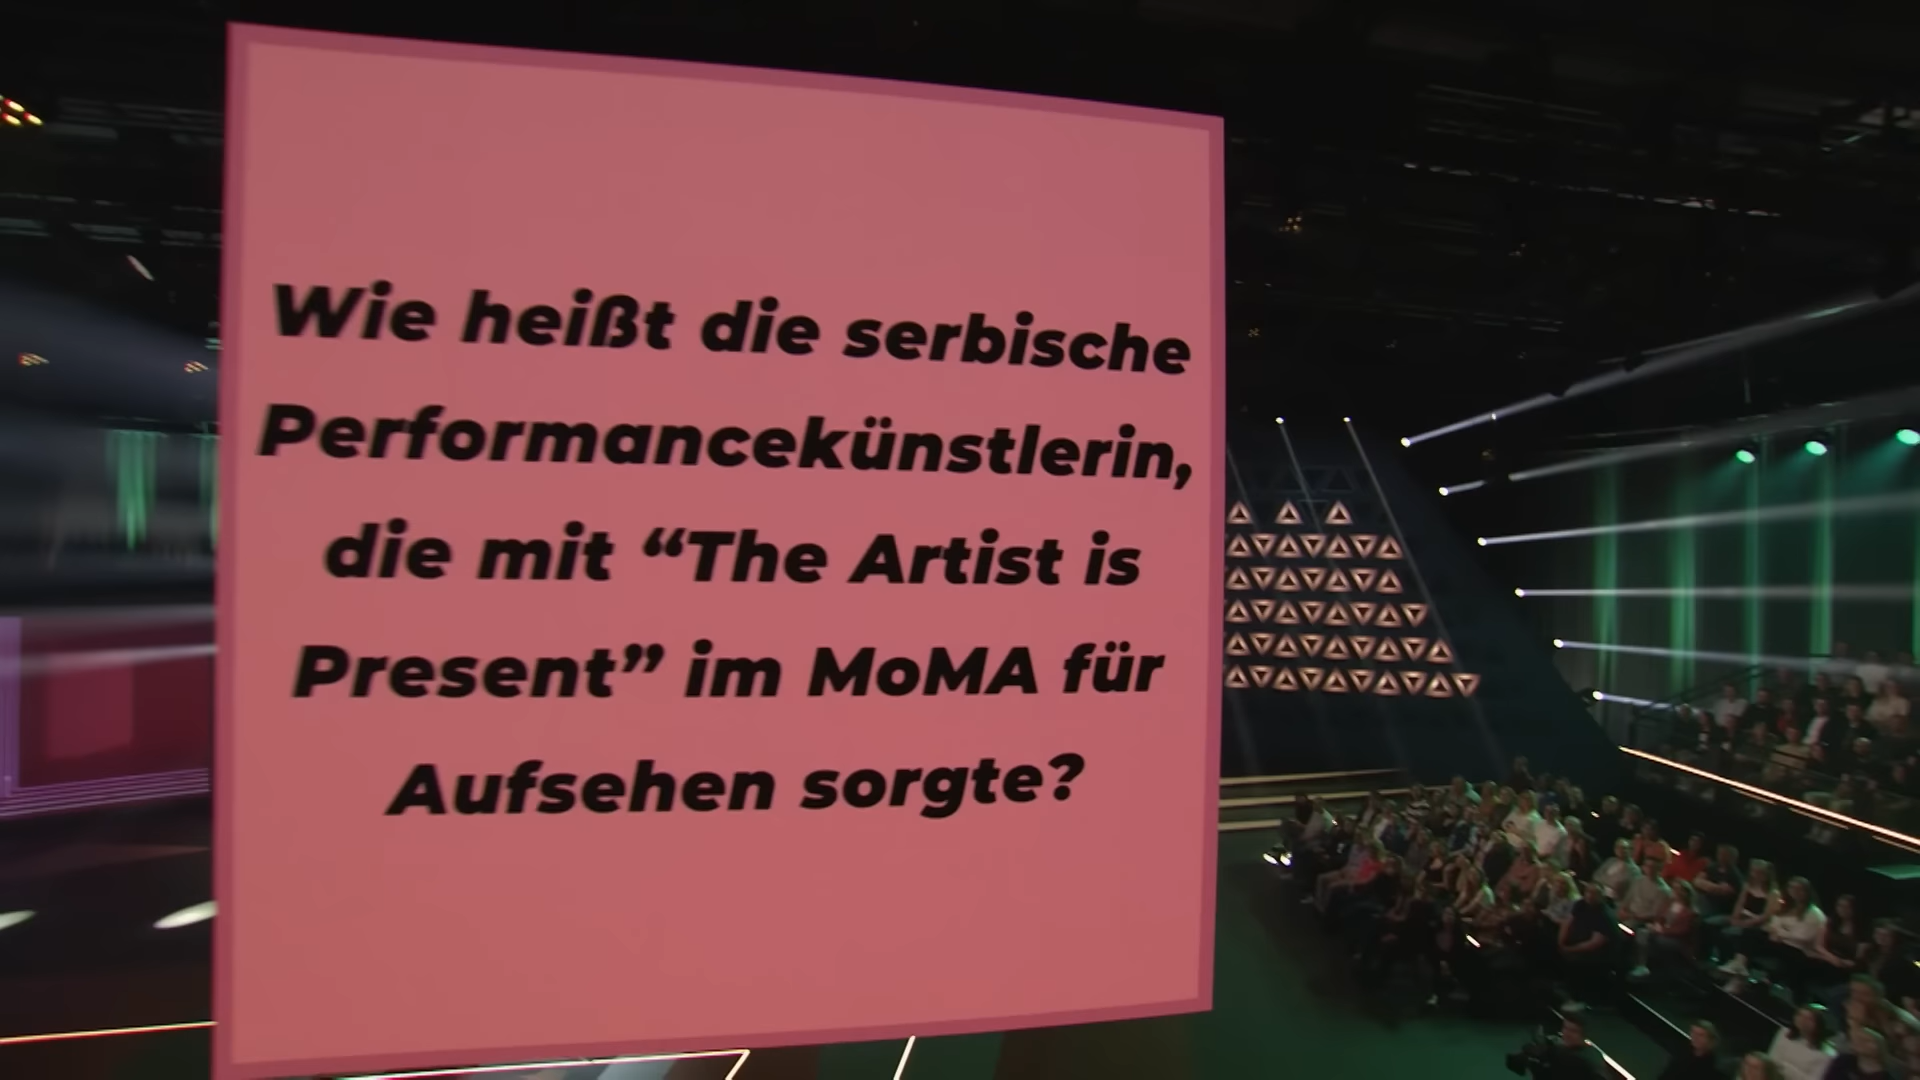 Wie heißt die serbische
Performancekünstlerin,
die mit “The Artist is
Present” im MoMA für
Aufsehen sorgte?